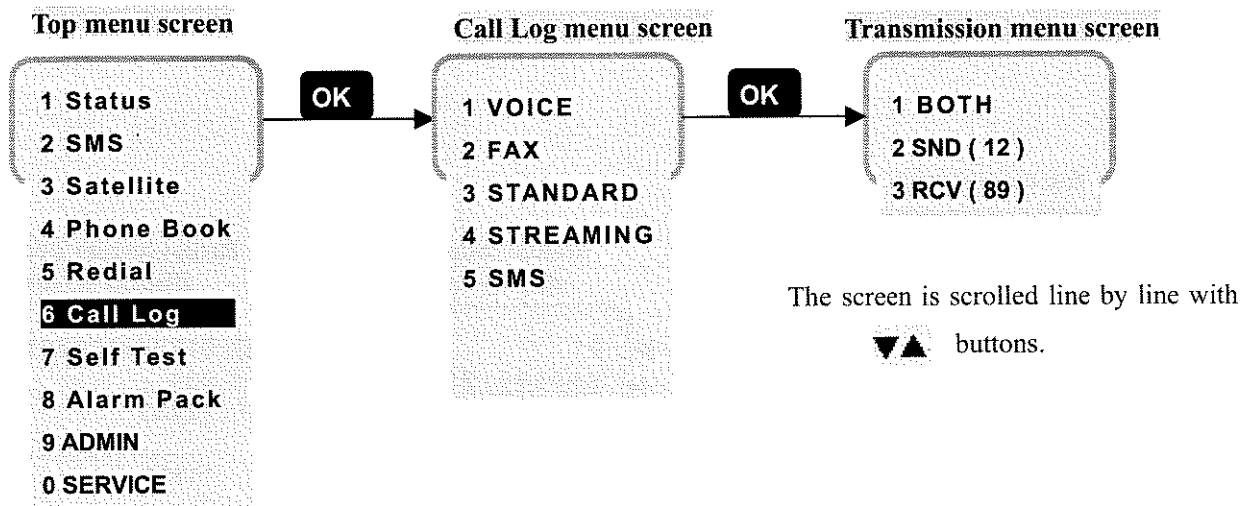 Top menu screen
1 Status
2 SMS
3 Satellite
4 Phone Book
5 Redial
6 Call Log
7 Self Test
8 Alarm Pack
9 ADMIN
0 SERVICE
OK
Call Log menu screen
1 VOICE
2 FAX
3 STANDARD
4 STREAMING
5 SMS
OK
Transmission menu screen
1 BOTH
2 SND ( 12 )
3 RCV ( 89 )
The screen is scrolled line by line with
▼▲ buttons.